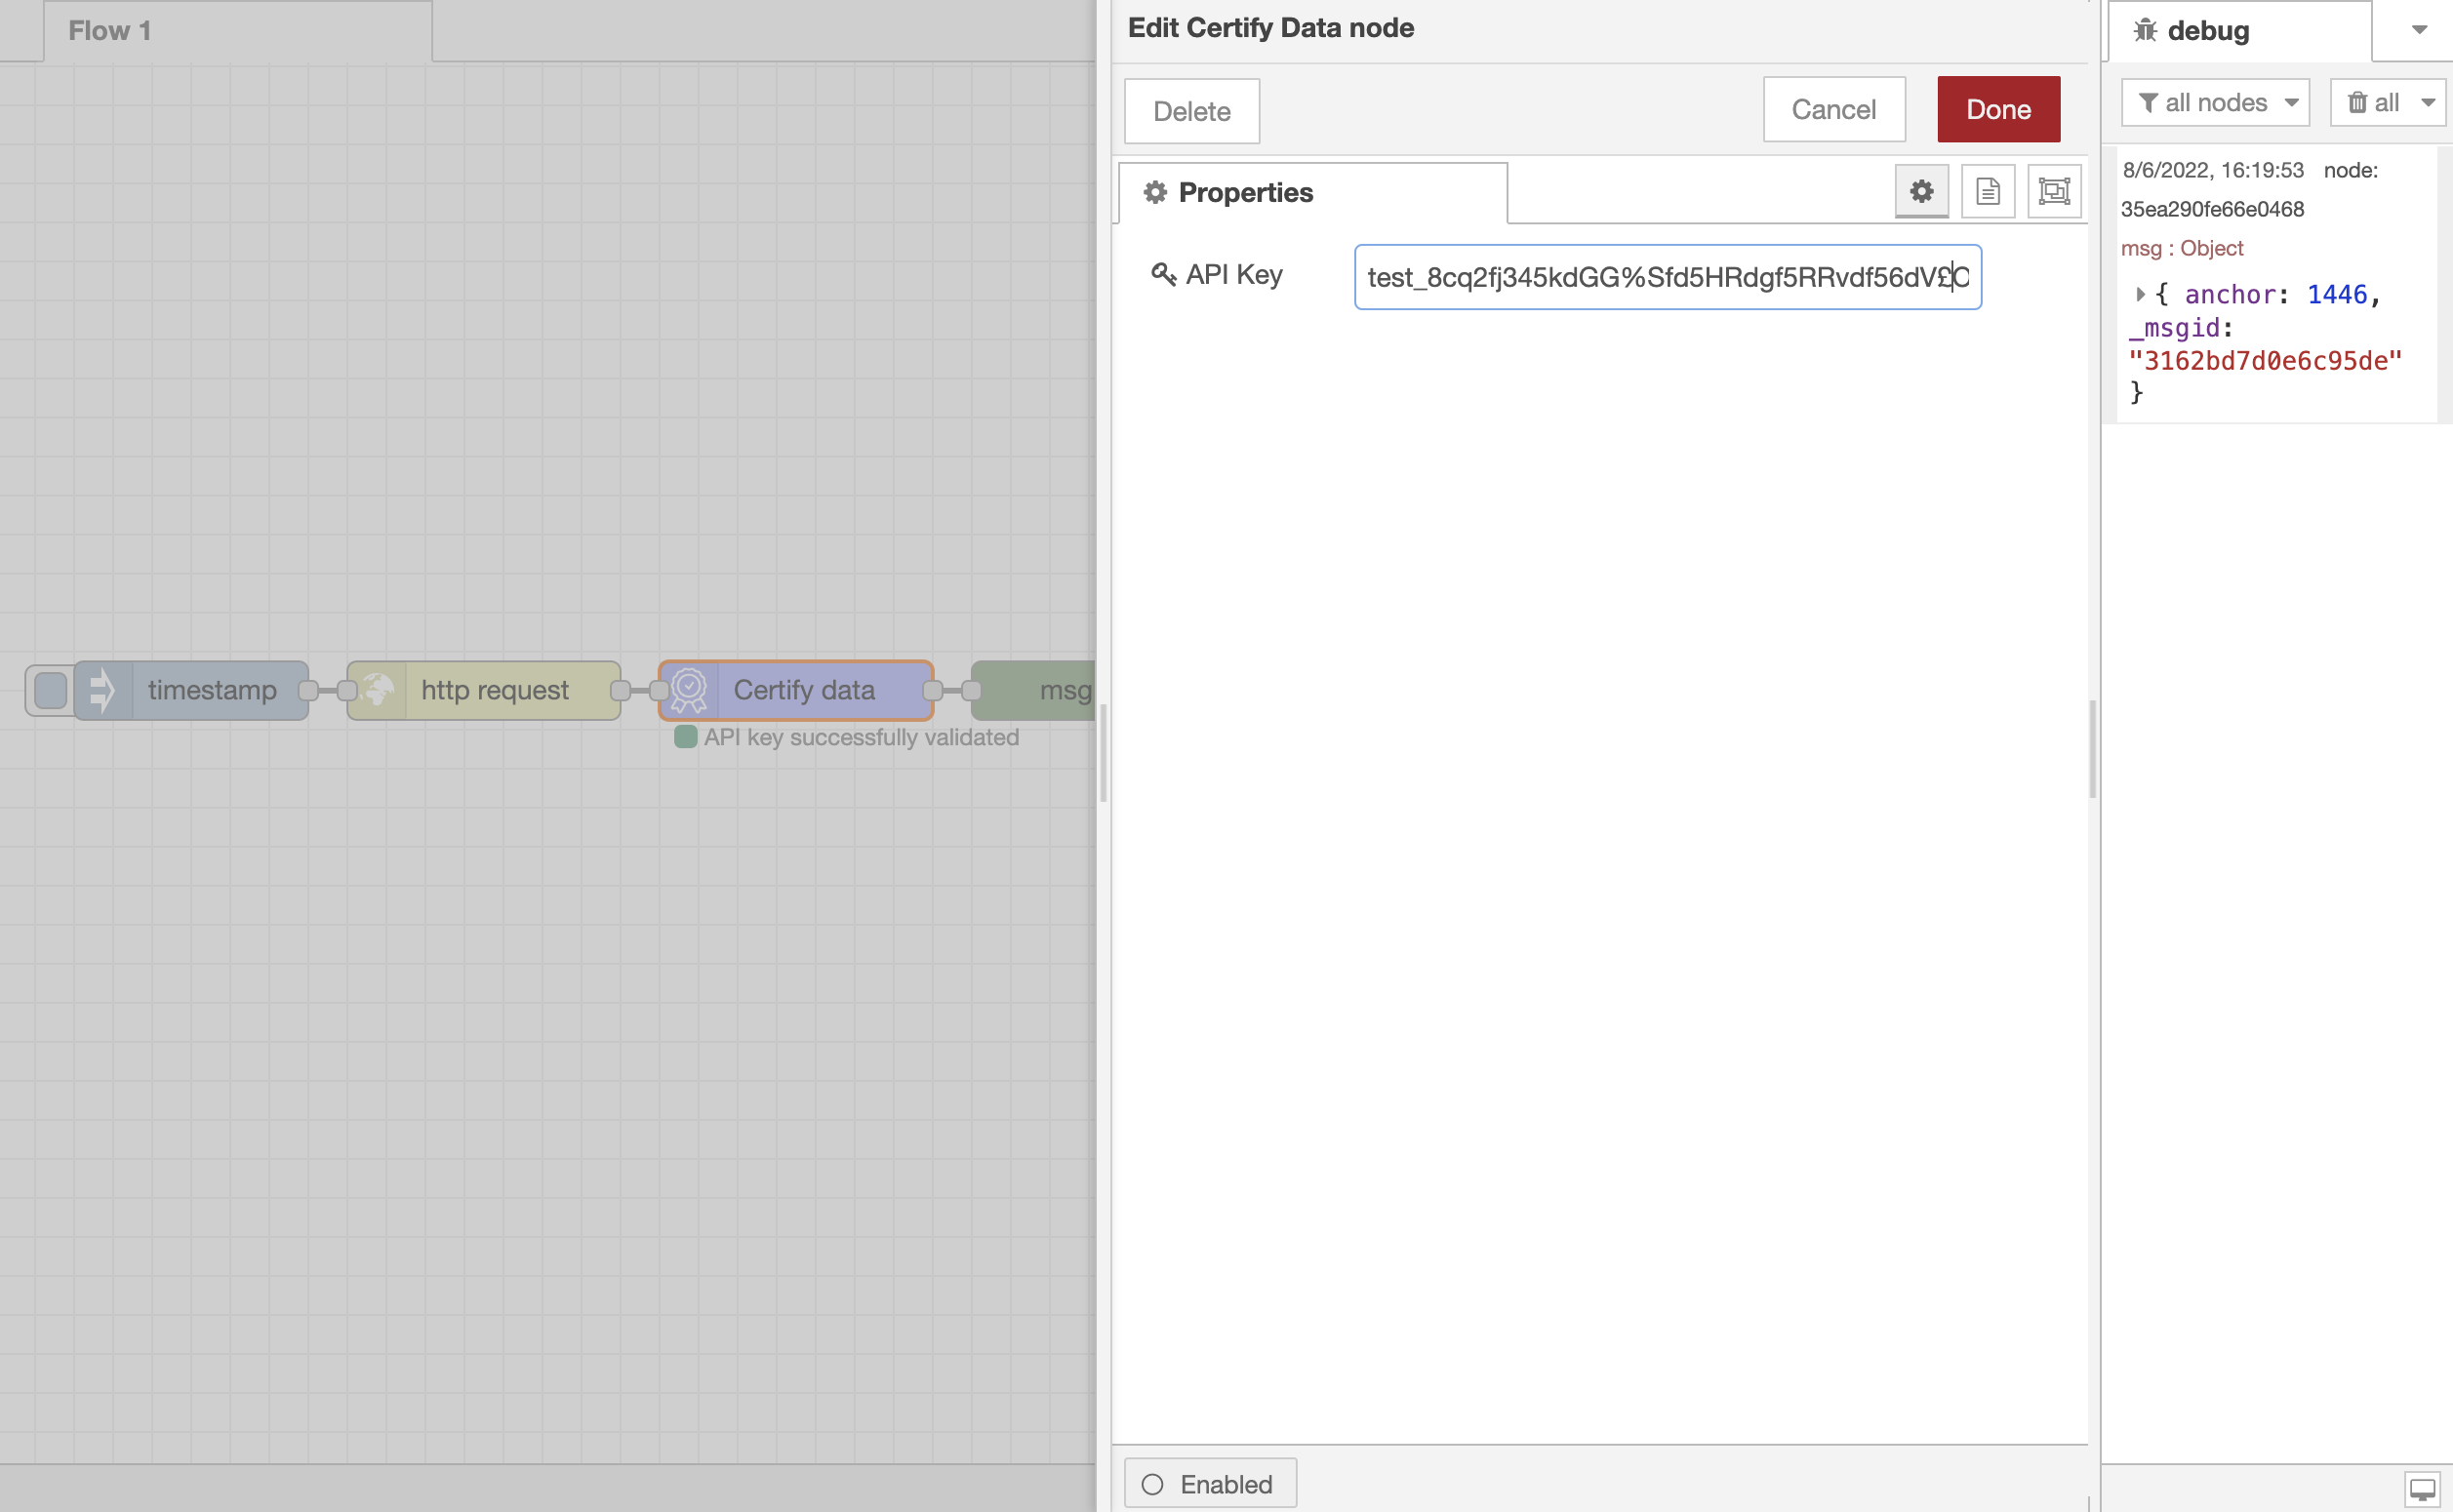 Flow 1
timestamp
http request
Certify data
msg
API key successfully validated
Edit Certify Data node
Delete
Cancel
Done
Properties
API Key
test_8cq2fj345kdGG%Sfd5HRdgf5RRvdf56dV£
Enabled
debug
all nodes
all
8/6/2022, 16:19:53 node:
35ea290fe66e0468
msg : Object
{ anchor: 1446,
_msgid:
"3162bd7d0e6c95de"
}